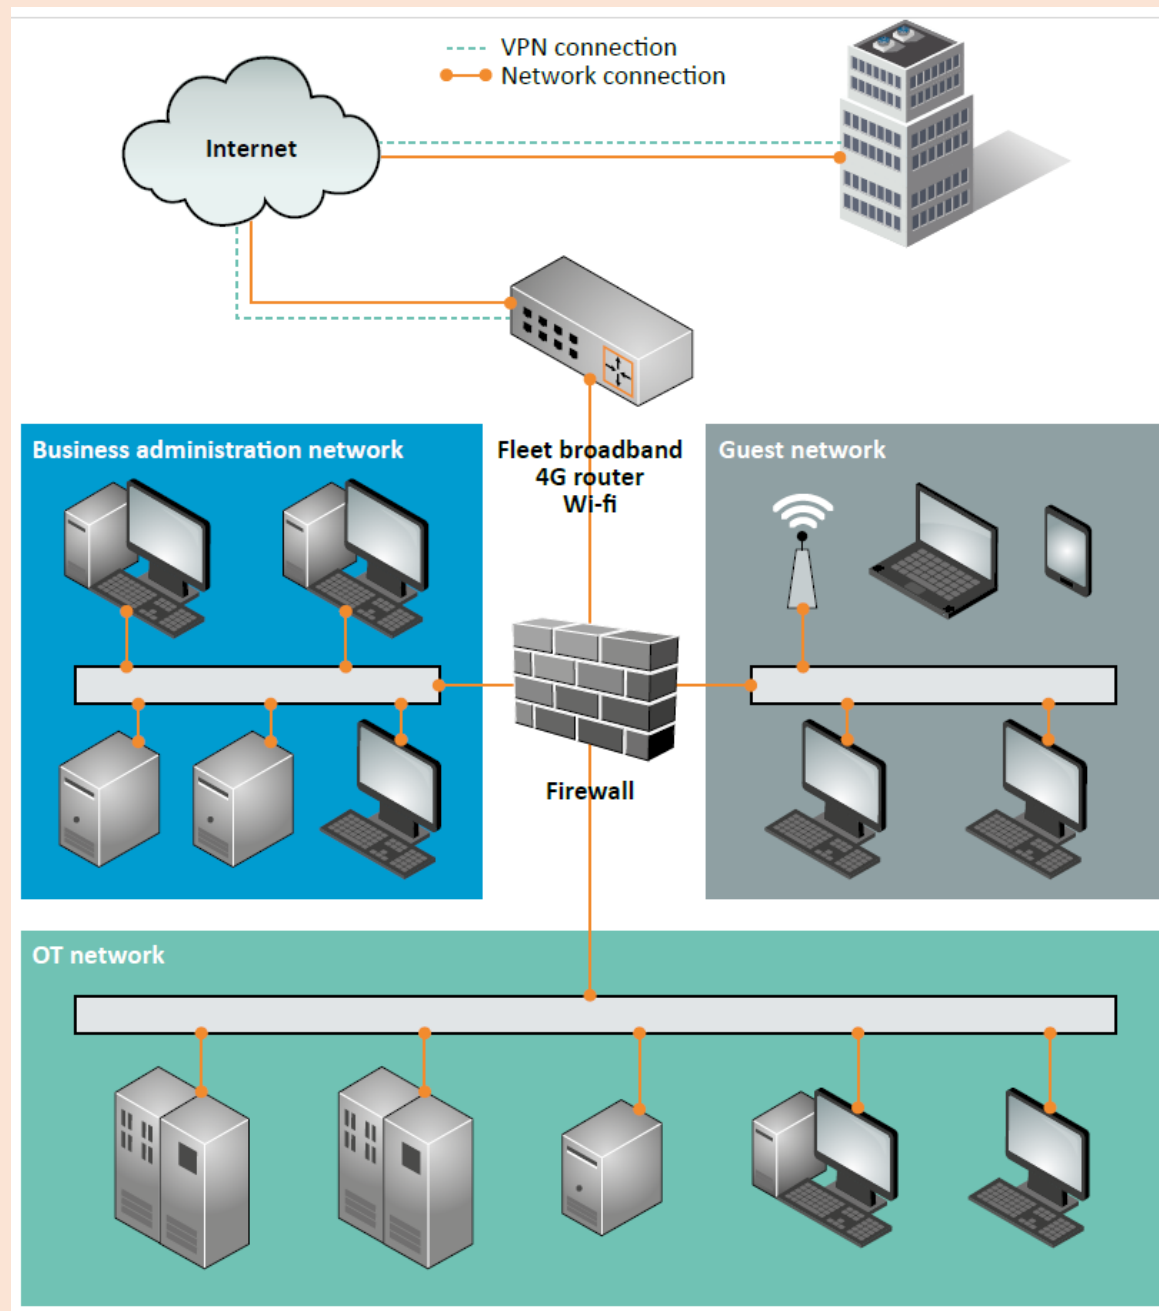 VPN connection
Network connection
Internet
Fleet broadband
4G router
Wi-fi
Business administration network
Guest network
Firewall
OT network